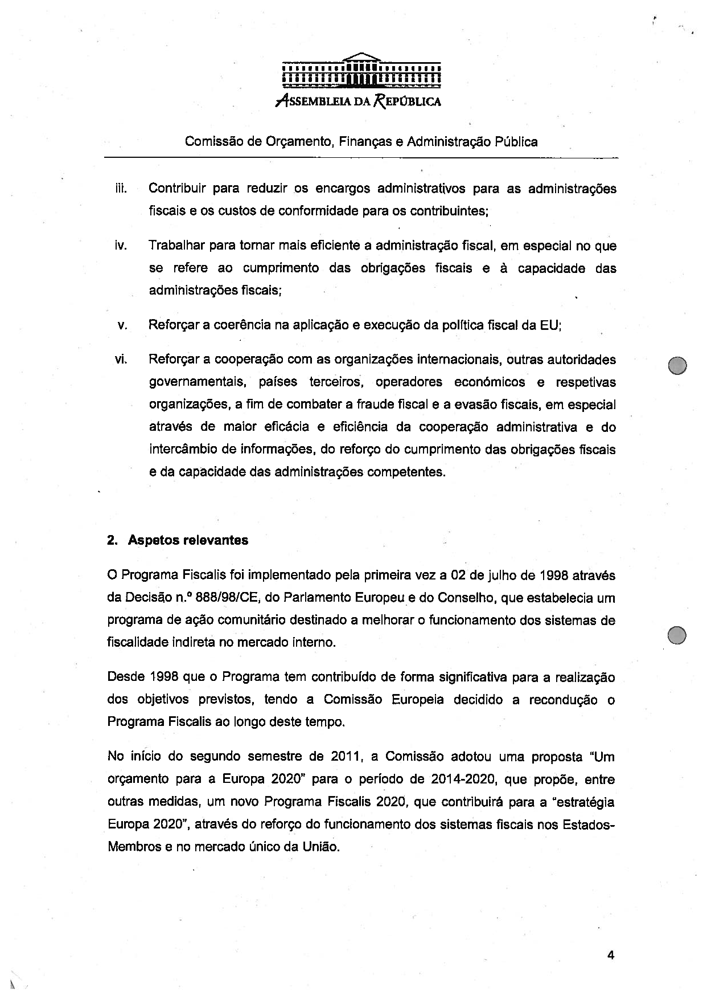 ASSEMBLEIA DA REPÚBLICA
Comissão de Orçamento, Finanças e Administração Pública
iii. Contribuir para reduzir os encargos administrativos para as administrações
fiscais e os custos de conformidade para os contribuintes;
iv. Trabalhar para tornar mais eficiente a administração fiscal, em especial no que
se refere ao cumprimento das obrigações fiscais e à capacidade das
administrações fiscais;
v. Reforçar a coerência na aplicação e execução da política fiscal da EU;
vi. Reforçar a cooperação com as organizações internacionais, outras autoridades
governamentais, países terceiros, operadores económicos e respetivas
organizações, a fim de combater a fraude fiscal e a evasão fiscais, em especial
através de maior eficácia e eficiência da cooperação administrativa e do
intercâmbio de informações, do reforço do cumprimento das obrigações fiscais
e da capacidade das administrações competentes.
2. Aspetos relevantes
O Programa Fiscalis foi implementado pela primeira vez a 02 de julho de 1998 através
da Decisão n.º 888/98/CE, do Parlamento Europeu e do Conselho, que estabelecia um
programa de ação comunitário destinado a melhorar o funcionamento dos sistemas de
fiscalidade indireta no mercado interno.
Desde 1998 que o Programa tem contribuído de forma significativa para a realização
dos objetivos previstos, tendo a Comissão Europeia decidido a recondução o
Programa Fiscalis ao longo deste tempo.
No início do segundo semestre de 2011, a Comissão adotou uma proposta “Um
orçamento para a Europa 2020” para o período de 2014-2020, que propõe, entre
outras medidas, um novo Programa Fiscalis 2020, que contribuirá para a “estratégia
Europa 2020”, através do reforço do funcionamento dos sistemas fiscais nos Estados-
Membros e no mercado único da União.
4